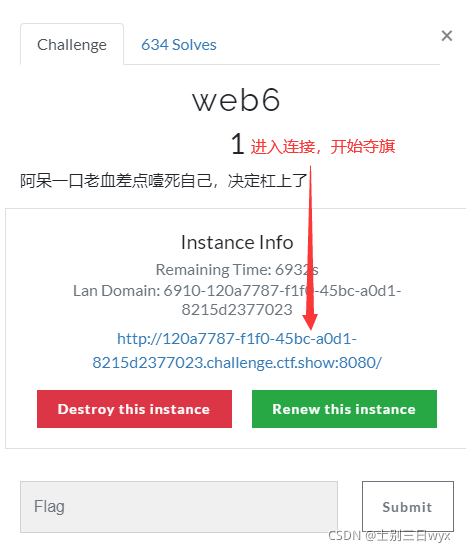 Challenge
634 Solves
×
web6
1 进入连接，开始夺旗
阿呆一口老血差点噎死自己，决定杠上了
Instance Info
Remaining Time: 6932s
Lan Domain: 6910-120a7787-f1f0-45bc-a0d1-
8215d2377023
http://120a7787-f1f0-45bc-a0d1-
8215d2377023.challenge.ctf.show:8080/
Destroy this instance
Renew this instance
Flag
Submit
CSDN @士别三日wyx